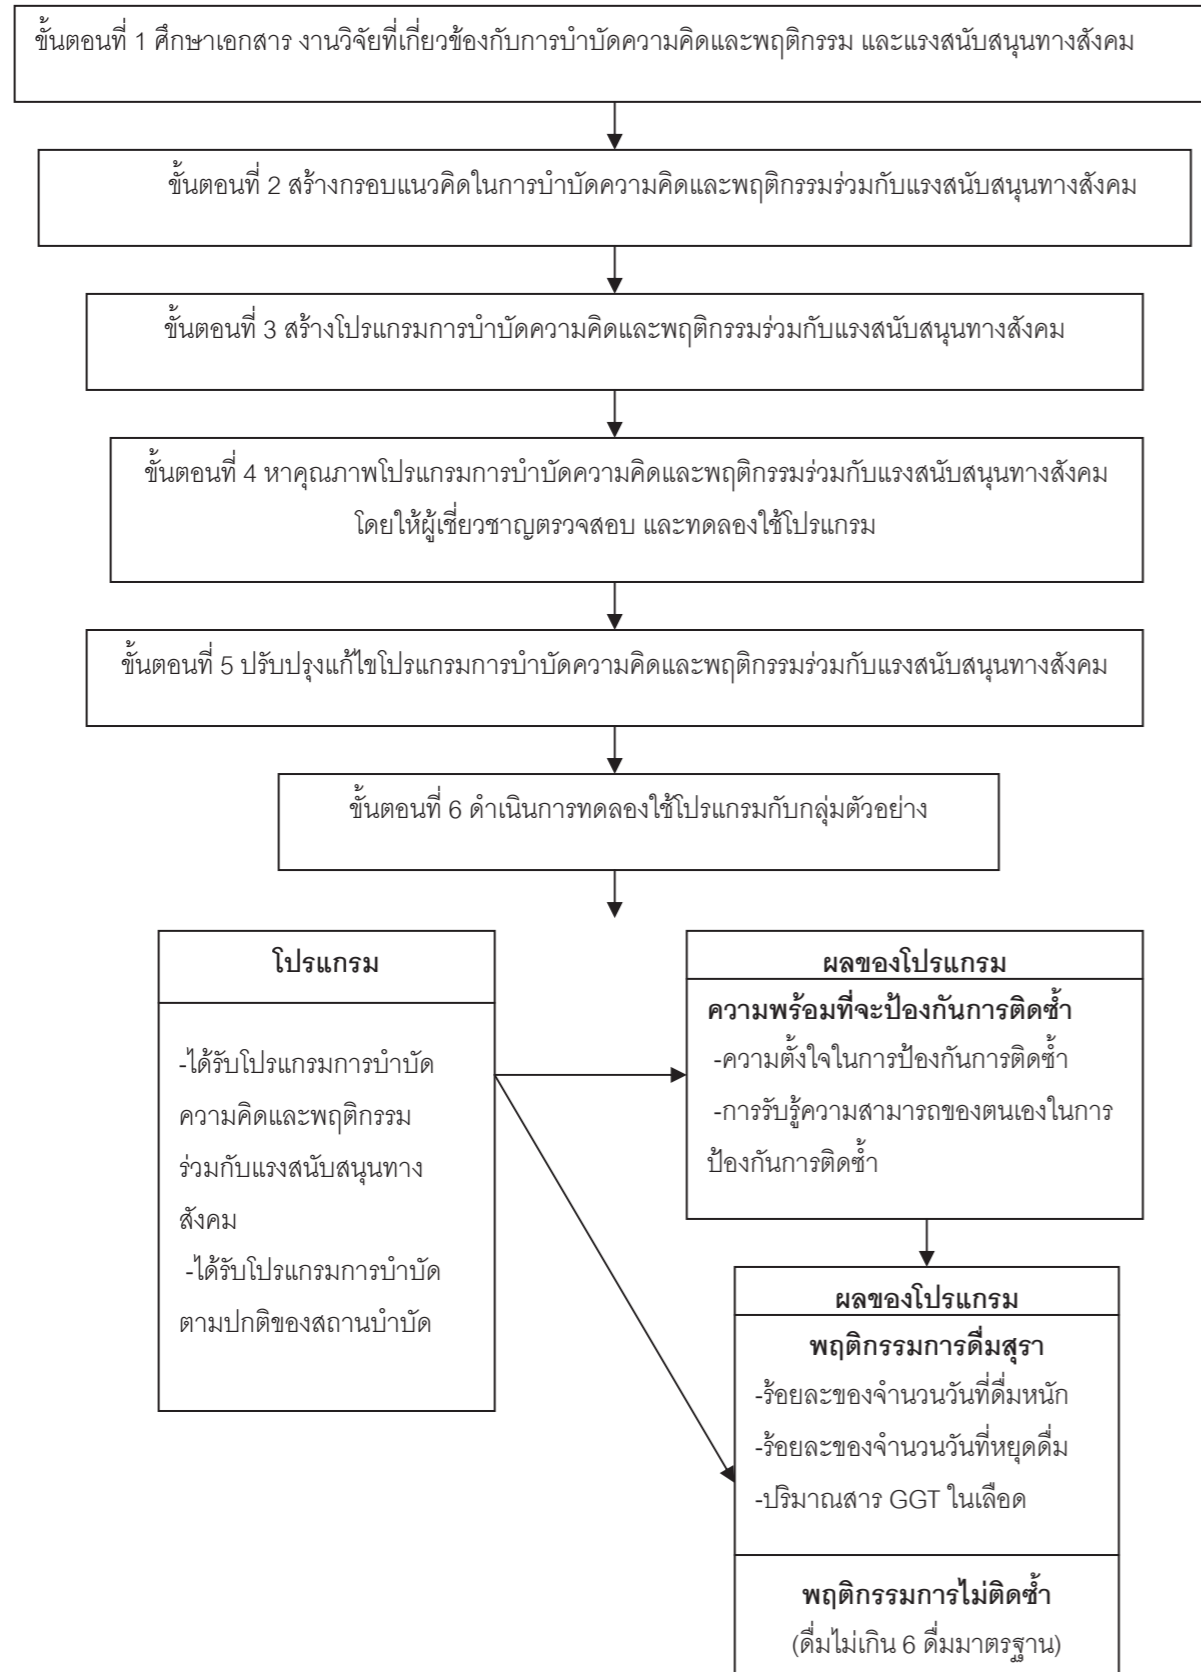 ขั้นตอนที่ 1 ศึกษาเอกสาร งานวิจัยที่เกี่ยวข้องกับการบำบัดความคิดและพฤติกรรม และแรงสนับสนุนทางสังคม
ขั้นตอนที่ 2 สร้างกรอบแนวคิดในการบำบัดความคิดและพฤติกรรมร่วมกับแรงสนับสนุนทางสังคม
ขั้นตอนที่ 3 สร้างโปรแกรมการบำบัดความคิดและพฤติกรรมร่วมกับแรงสนับสนุนทางสังคม
ขั้นตอนที่ 4 หาคุณภาพโปรแกรมการบำบัดความคิดและพฤติกรรมร่วมกับแรงสนับสนุนทางสังคม
โดยให้ผู้เชี่ยวชาญตรวจสอบ และทดลองใช้โปรแกรม
ขั้นตอนที่ 5 ปรับปรุงแก้ไขโปรแกรมการบำบัดความคิดและพฤติกรรมร่วมกับแรงสนับสนุนทางสังคม
ขั้นตอนที่ 6 ดำเนินการทดลองใช้โปรแกรมกับกลุ่มตัวอย่าง
โปรแกรม
-ได้รับโปรแกรมการบำบัด
ความคิดและพฤติกรรม
ร่วมกับแรงสนับสนุนทาง
สังคม
-ได้รับโปรแกรมการบำบัด
ตามปกติของสถานบำบัด
ผลของโปรแกรม
ความพร้อมที่จะป้องกันการติดซ้ำ
-ความตั้งใจในการป้องกันการติดซ้ำ
-การรับรู้ความสามารถของตนเองในการ
ป้องกันการติดซ้ำ
ผลของโปรแกรม
พฤติกรรมการดื่มสุรา
-ร้อยละของจำนวนวันที่ดื่มหนัก
-ร้อยละของจำนวนวันที่หยุดดื่ม
-ปริมาณสาร GGT ในเลือด
พฤติกรรมการไม่ติดซ้ำ
(ดื่มไม่เกิน 6 ดื่มมาตรฐาน)